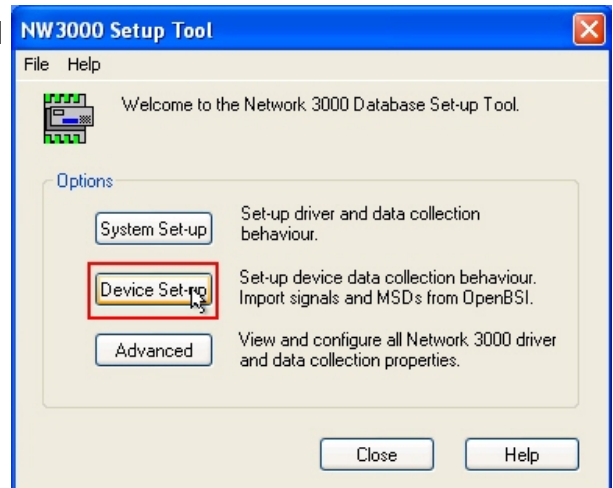 NW3000 Setup Tool
File Help
Welcome to the Network 3000 Database Set-up Tool.
Options
System Set-up
Set-up driver and data collection
behaviour.
Device Set-up
Set-up device data collection behaviour.
Import signals and MSDs from OpenBSI.
Advanced
View and configure all Network 3000 driver
and data collection properties.
Close
Help